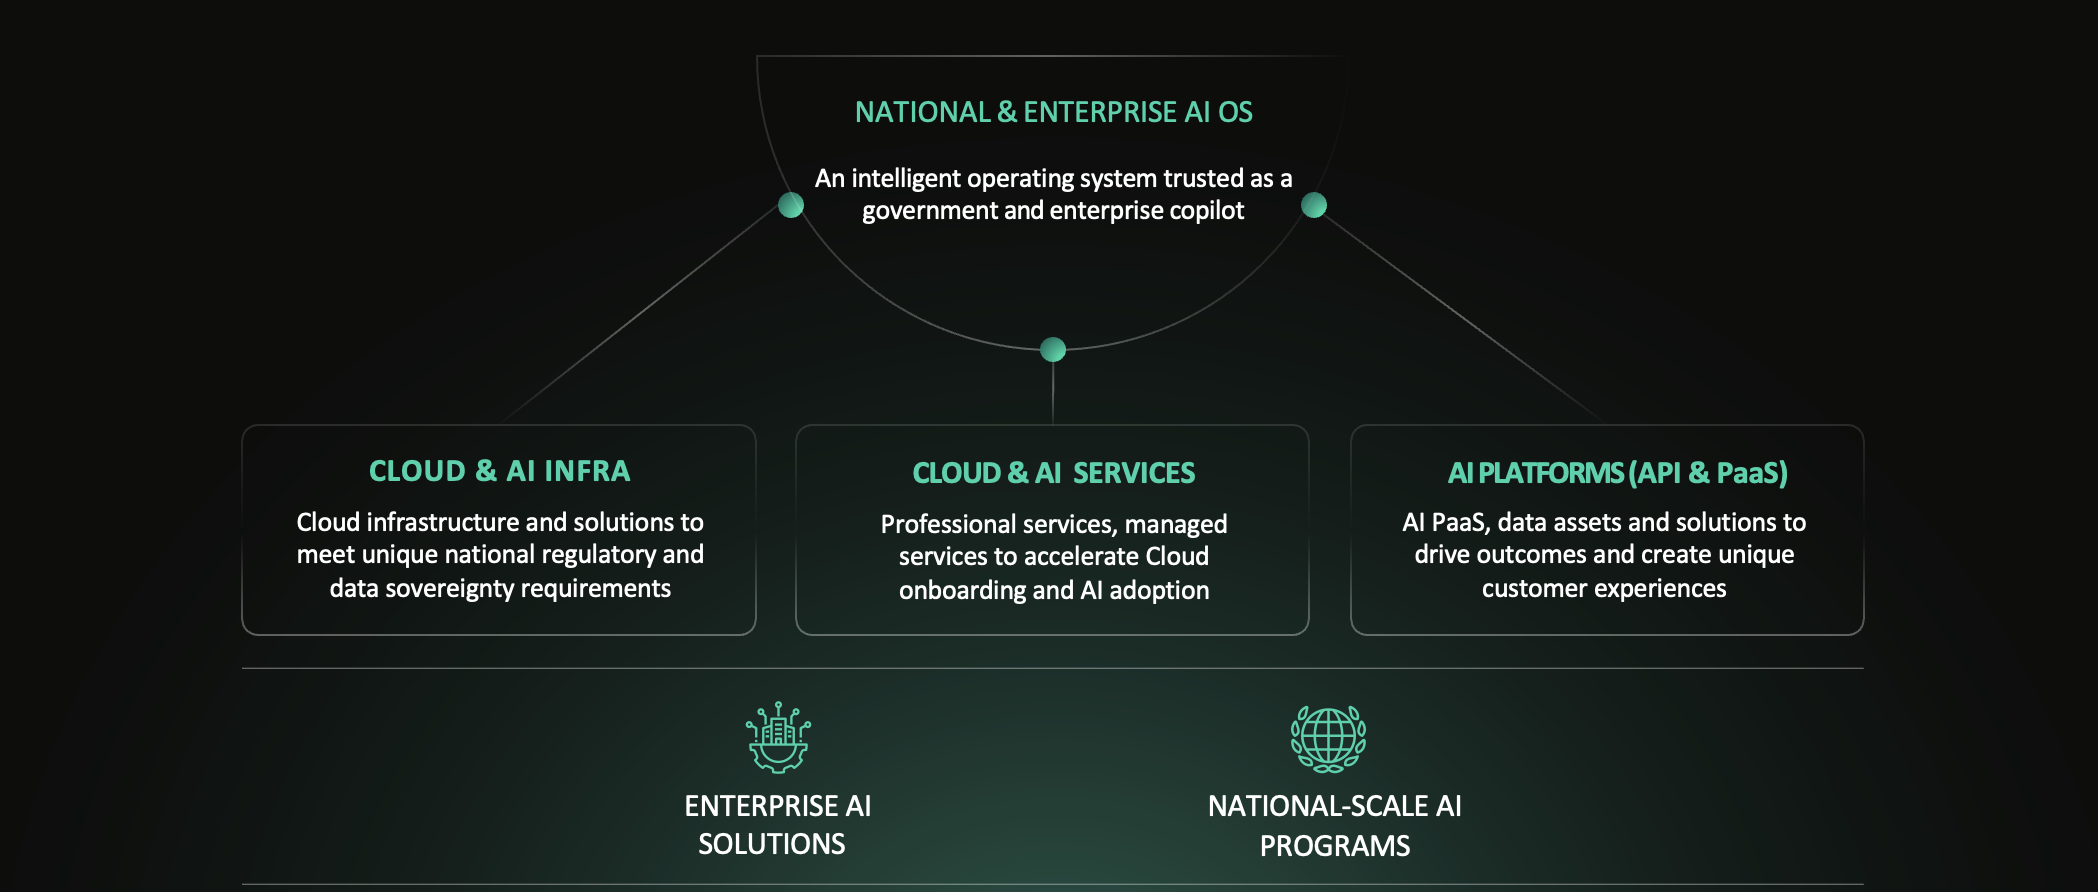 NATIONAL & ENTERPRISE AI OS
An intelligent operating system trusted as a
government and enterprise copilot
CLOUD & AI INFRA
Cloud infrastructure and solutions to
meet unique national regulatory and
data sovereignty requirements
CLOUD & AI SERVICES
Professional services, managed
services to accelerate Cloud
onboarding and AI adoption
AI PLATFORMS (API & PaaS)
AI PaaS, data assets and solutions to
drive outcomes and create unique
customer experiences
ENTERPRISE AI
SOLUTIONS
NATIONAL-SCALE AI
PROGRAMS